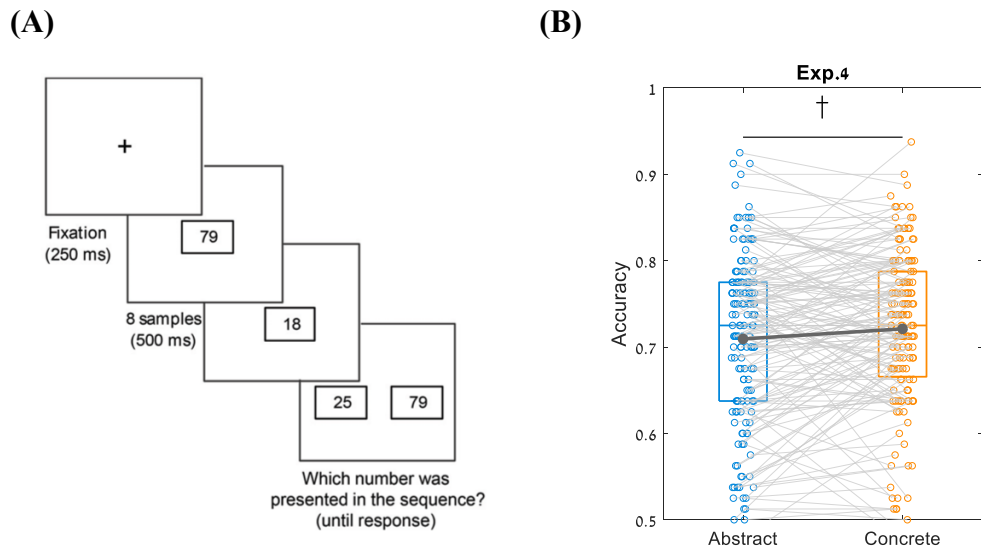 (A)
+
Fixation
(250 ms)
79
8 samples
(500 ms)
18
25 79
Which number was
presented in the sequence?
(until response)
(B)
Exp.4
†
1
0.9
0.8
0.7
0.6
0.5
Accuracy
Abstract Concrete